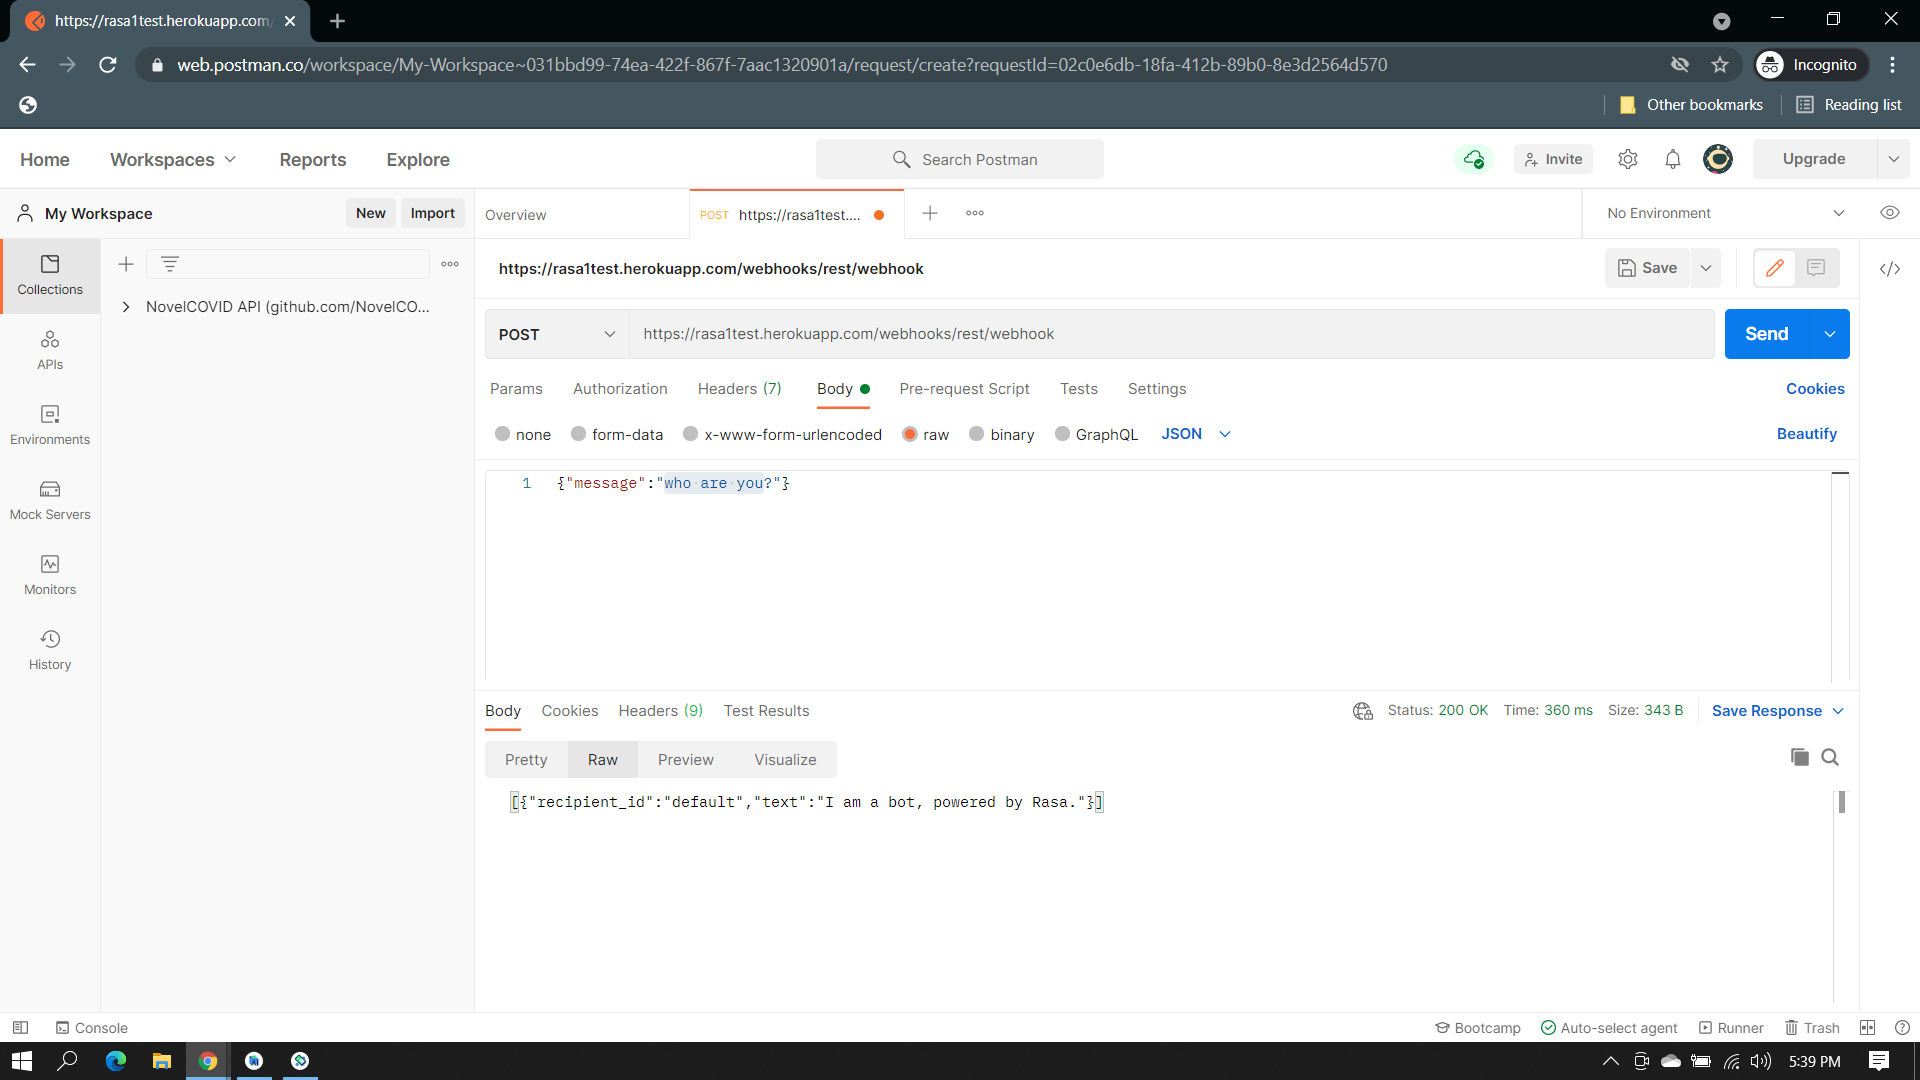 https://rasa1test.herokuapp.com/
web.postman.co/workspace/My-Workspace~031bbd99-74ea-422f-867f-7aac1320901a/request/create?requestId=02c0e6db-18fa-412b-89b0-8e3d2564d570
Incognito
Other bookmarks
Reading list
Home
Workspaces
Reports
Explore
Search Postman
Invite
Upgrade
My Workspace
New
Import
Overview
POST https://rasa1test....
No Environment
Collections
NovelCOVID API (github.com/NovelCO...
APIs
Environments
Mock Servers
Monitors
History
https://rasa1test.herokuapp.com/webhooks/rest/webhook
Save
POST
https://rasa1test.herokuapp.com/webhooks/rest/webhook
Send
Params
Authorization
Headers (7)
Body
Pre-request Script
Tests
Settings
Cookies
none
form-data
x-www-form-urlencoded
raw
binary
GraphQL
JSON
Beautify
1 {"message":"who are you?"}
Body
Cookies
Headers (9)
Test Results
Status: 200 OK
Time: 360 ms
Size: 343 B
Save Response
Pretty
Raw
Preview
Visualize
[{"recipient_id":"default","text":"I am a bot, powered by Rasa."}]
Console
Bootcamp
Auto-select agent
Runner
Trash
5:39 PM